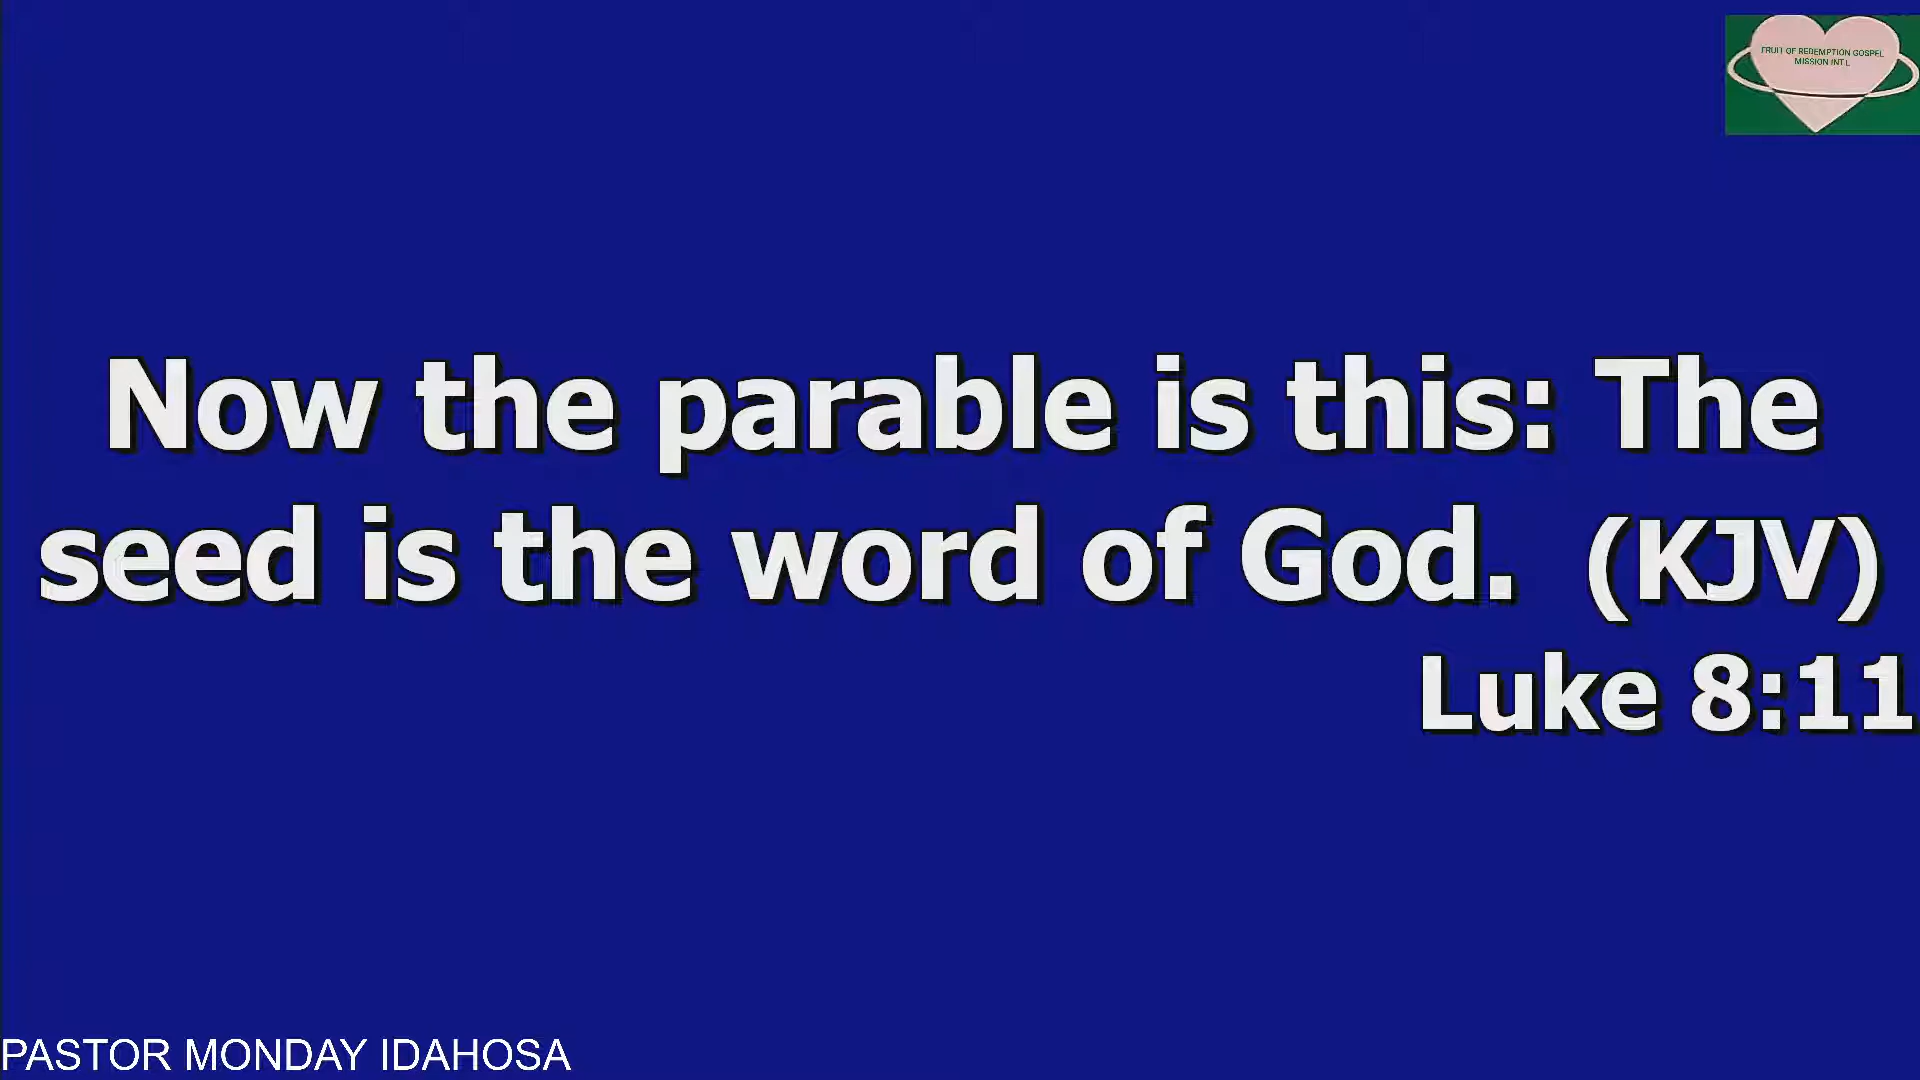 FRUIT OF REDEMPTION GOSPEL
MISSION INT L
Now the parable is this: The
seed is the word of God.  (KJV)
Luke 8:11
PASTOR MONDAY IDAHOSA